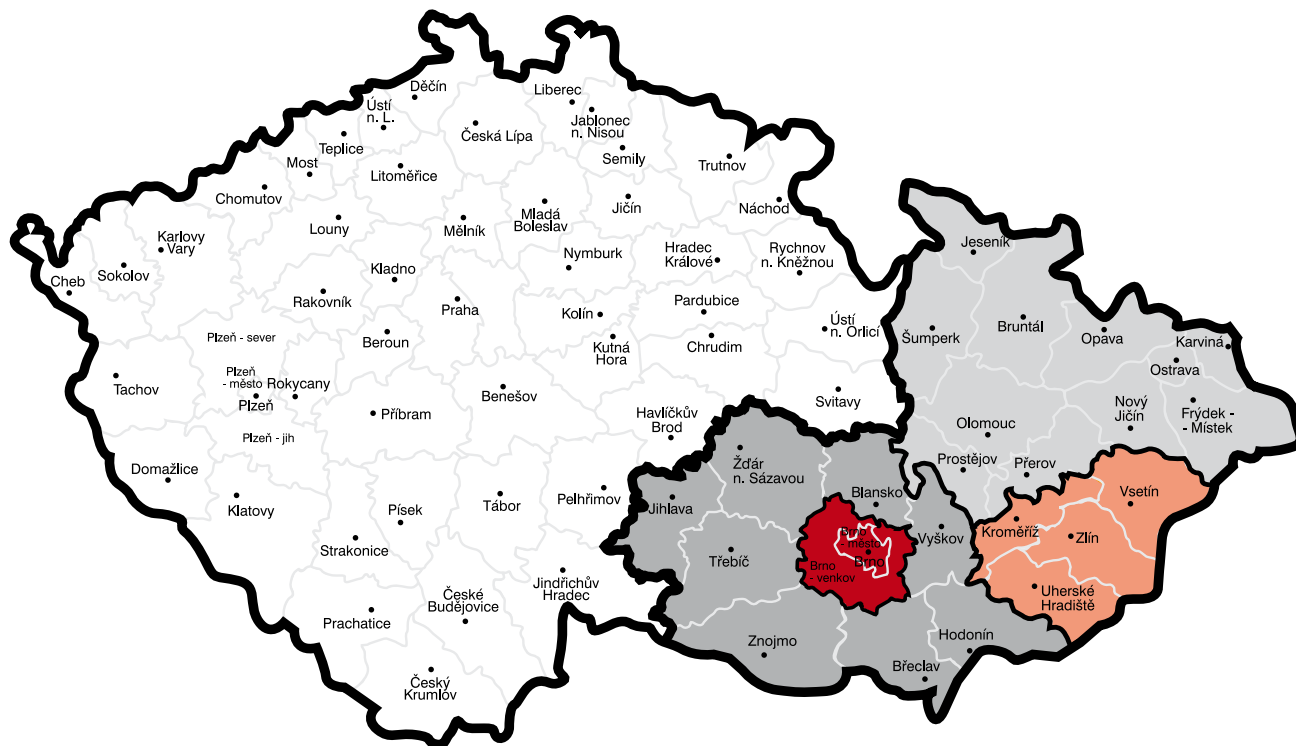 Děčín
Liberec
Ústí
n. L.
Jablonec
n. Nisou
Česká Lípa
Teplice
Most
Semily
Trutnov
Litoměřice
Chomutov
Jičín
Náchod
Mladá
Boleslav
Louny
Mělník
Karlovy
Vary
Hradec
Králové
Rychnov
n. Kněžnou
Jeseník
Nymburk
Sokolov
Cheb
Kladno
Rakovník
Praha
Pardubice
Kolín
Ústí
n. Orlicí
Šumperk
Bruntál
Opava
Karviná
Plzeň - sever
Beroun
Kutná
Hora
Chrudim
Ostrava
Plzeň
- město
Rokycany
Tachov
Plzeň
Benešov
Svitavy
Nový
Jičín
Frýdek -
- Místek
Příbram
Havlíčkův
Brod
Olomouc
Plzeň - jih
Domažlice
Žďár
n. Sázavou
Prostějov
Přerov
Klatovy
Písek
Tábor
Pelhřimov
Jihlava
Blansko
Vsetín
Strakonice
Brno
- město
Vyškov
Kroměříž
Zlín
Třebíč
Brno
Brno
- venkov
Jindřichův
Hradec
České
Budějovice
Uherské
Hradiště
Prachatice
Znojmo
Hodonín
Břeclav
Český
Krumlov